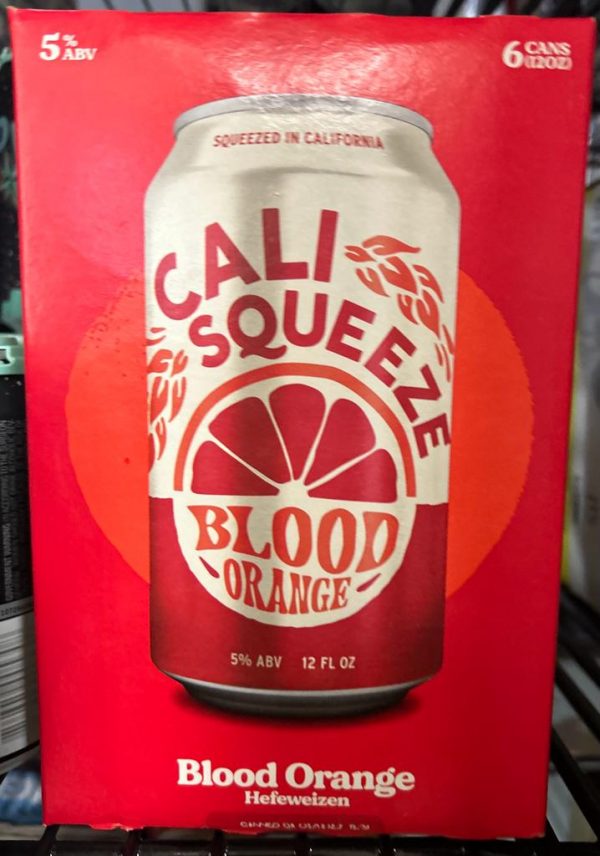 5% ABV
6 CANS (12OZ)
SQUEEZED IN CALIFORNIA
CALI
SQUEEZE
BLOOD
ORANGE
5% ABV 12 FL OZ
Blood Orange
Hefeweizen